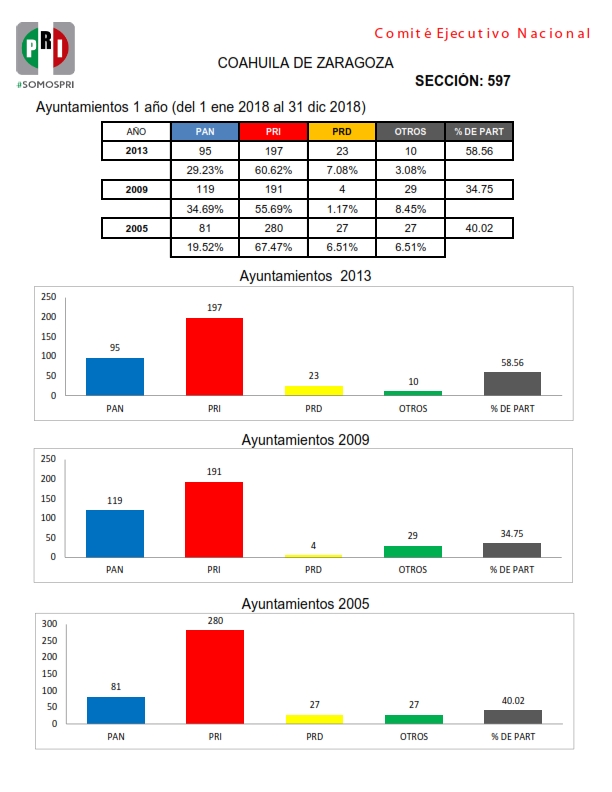 Comité Ejecutivo Nacional
PRI
#SOMOSPRI
COAHUILA DE ZARAGOZA
SECCIÓN: 597
Ayuntamientos 1 año (del 1 ene 2018 al 31 dic 2018)
AÑO PAN PRI PRD OTROS % DE PART
2013 95 197 23 10 58.56
29.23% 60.62% 7.08% 3.08%
2009 119 191 4 29 34.75
34.69% 55.69% 1.17% 8.45%
2005 81 280 27 27 40.02
19.52% 67.47% 6.51% 6.51%
Ayuntamientos 2013
250
200
150
100
50
0
95
197
23
10
58.56
PAN PRI PRD OTROS % DE PART
Ayuntamientos 2009
250
200
150
100
50
0
119
191
4
29
34.75
PAN PRI PRD OTROS % DE PART
Ayuntamientos 2005
300
250
200
150
100
50
0
81
280
27
27
40.02
PAN PRI PRD OTROS % DE PART